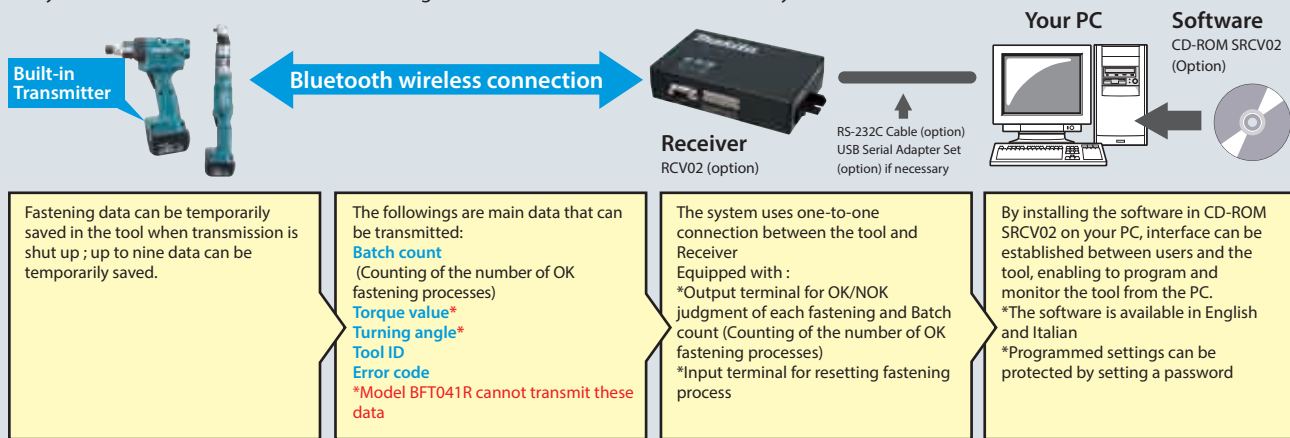 Your PC
Software
CD-ROM SRCV02
(Option)
Built-in
Transmitter
Bluetooth wireless connection
Makita
Receiver
RCV02 (option)
RS-232C Cable (option)
USB Serial Adapter Set
(option) if necessary
Fastening data can be temporarily
saved in the tool when transmission is
shut up ; up to nine data can be
temporarily saved.
The followings are main data that can
be transmitted:
Batch count
(Counting of the number of OK
fastening processes)
Torque value*
Turning angle*
Tool ID
Error code
*Model BFT041R cannot transmit these
data
The system uses one-to-one
connection between the tool and
Receiver
Equipped with :
*Output terminal for OK/NOK
judgment of each fastening and Batch
count (Counting of the number of OK
fastening processes)
*Input terminal for resetting fastening
process
By installing the software in CD-ROM
SRCV02 on your PC, interface can be
established between users and the
tool, enabling to program and
monitor the tool from the PC.
*The software is available in English
and Italian
*Programmed settings can be
protected by setting a password